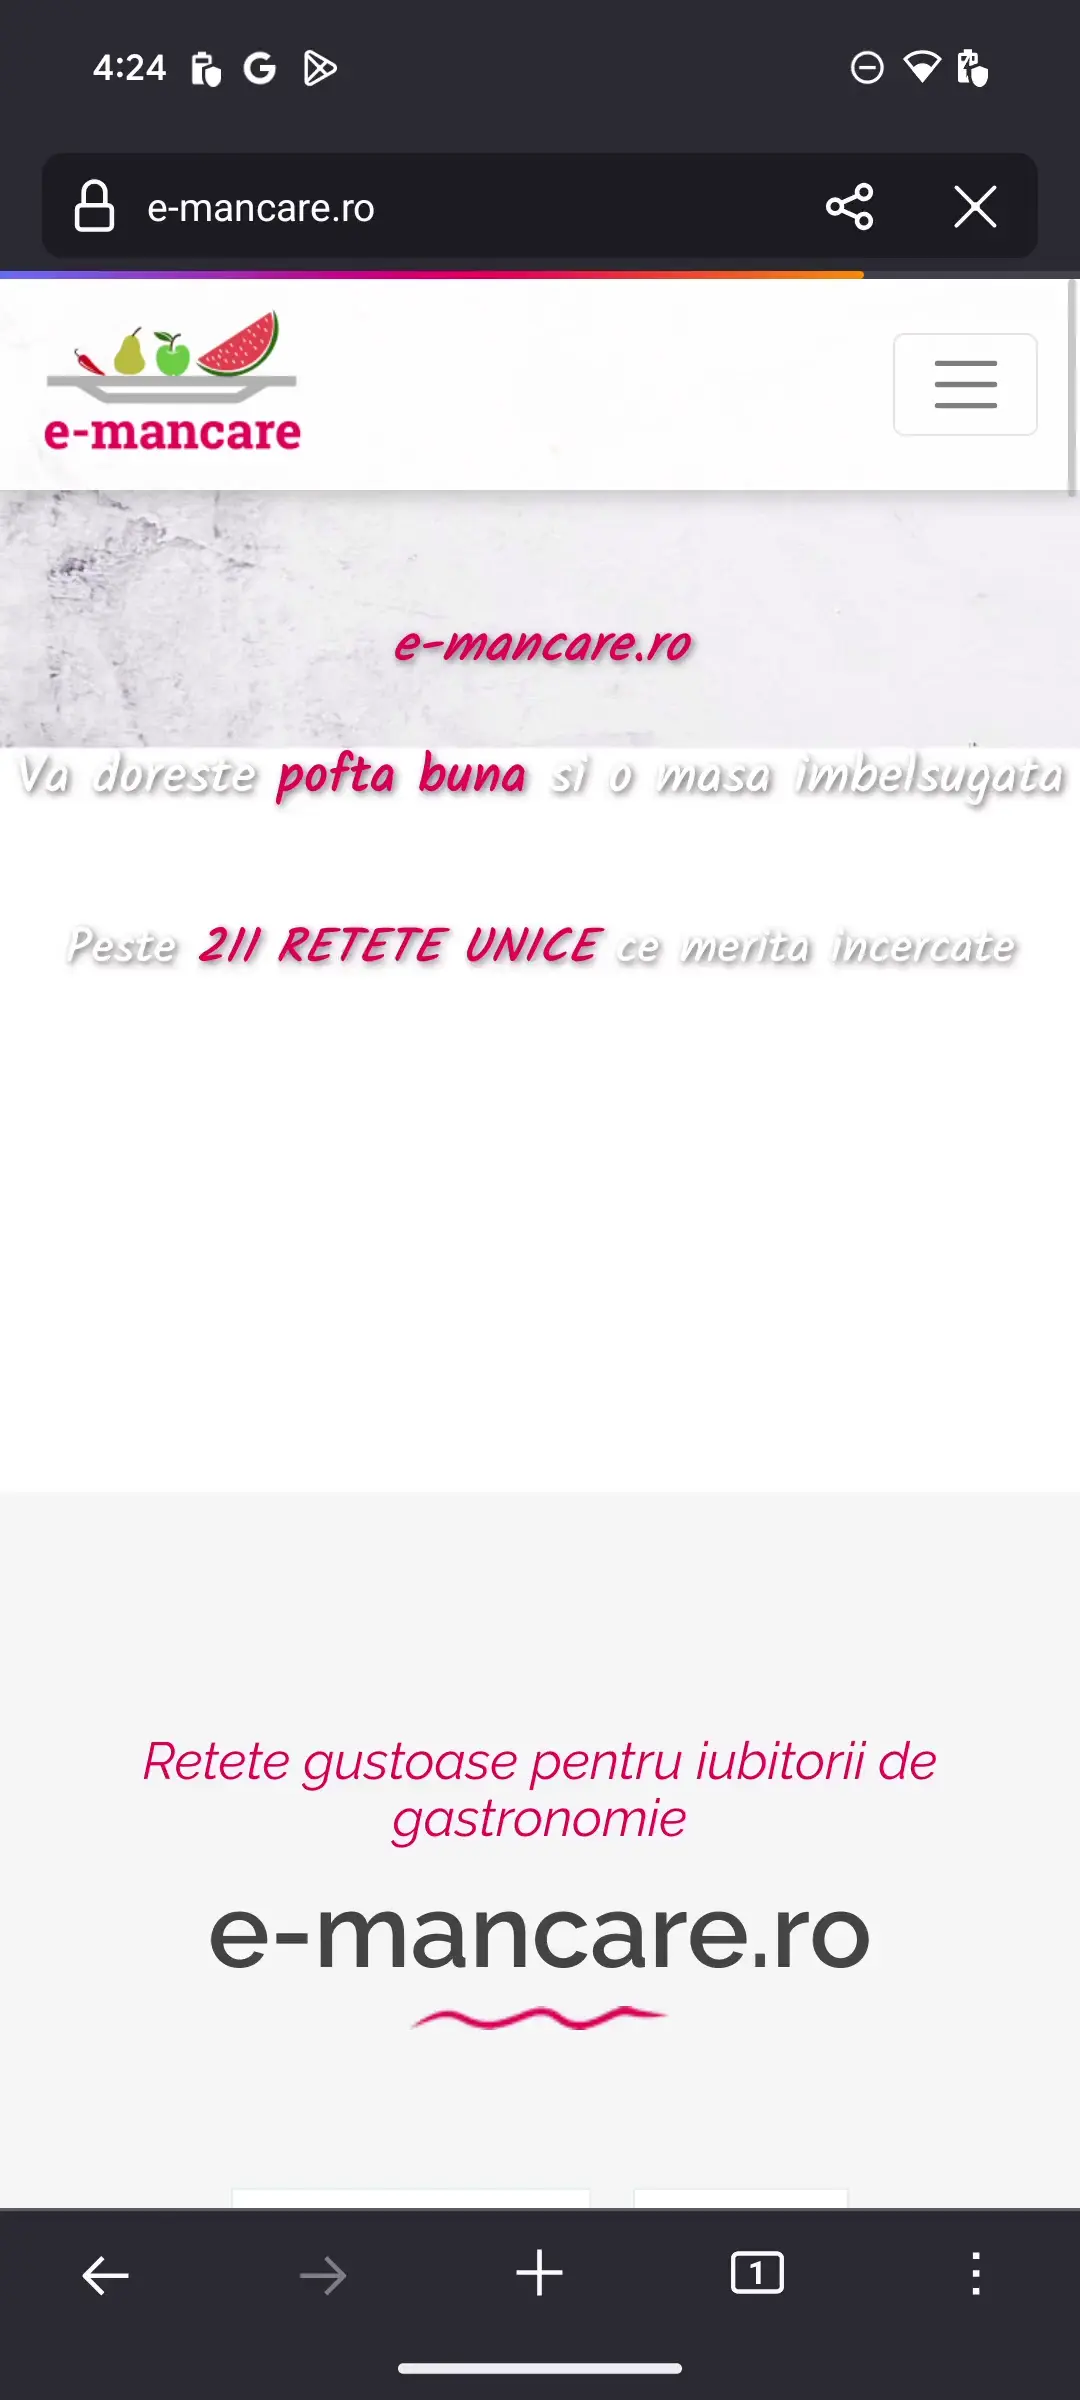 4:24
e-mancare.ro
e-mancare
e-mancare.ro
Va doreste pofta buna si o masa imbelsugata
Peste 211 RETETE UNICE ce merita incercate
Retete gustoase pentru iubitorii de
gastronomie
e-mancare.ro
1